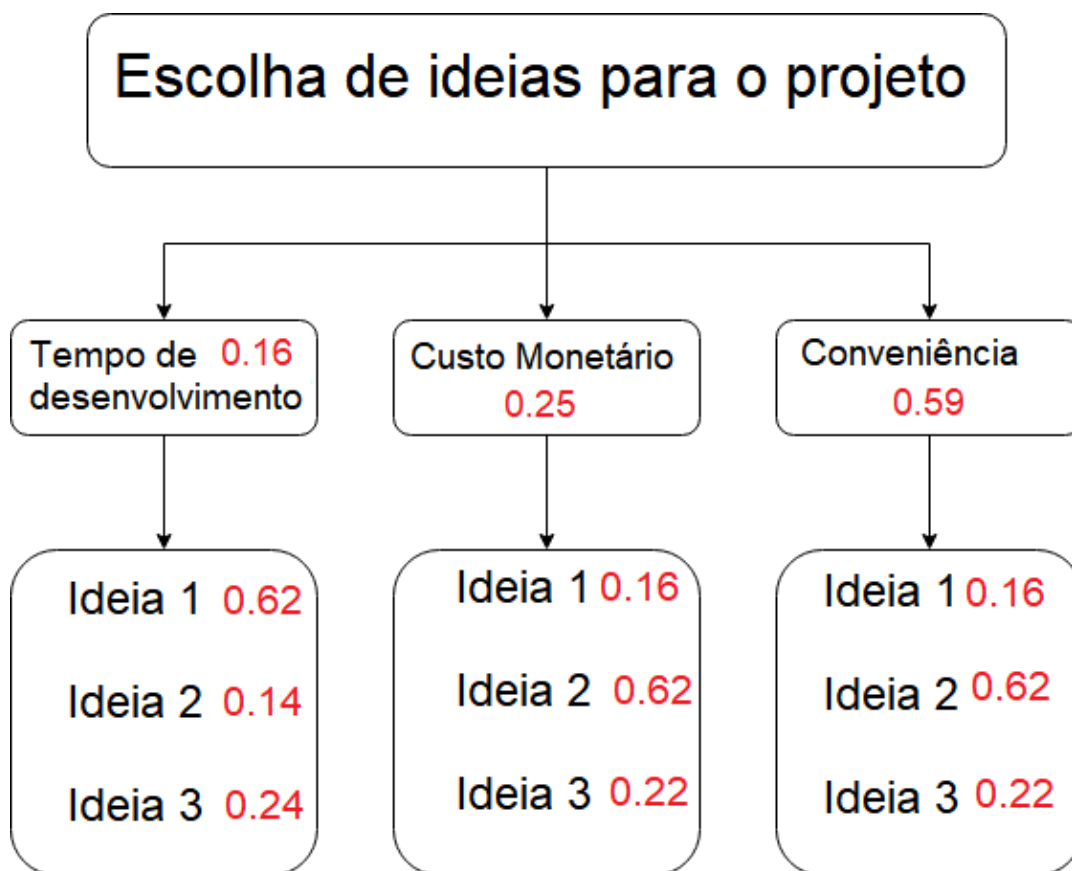 Escolha de ideias para o projeto
Tempo de 0.16
desenvolvimento
Custo Monetário
0.25
Conveniência
0.59
Ideia 1 0.62
Ideia 2 0.14
Ideia 3 0.24
Ideia 1 0.16
Ideia 2 0.62
Ideia 3 0.22
Ideia 1 0.16
Ideia 2 0.62
Ideia 3 0.22